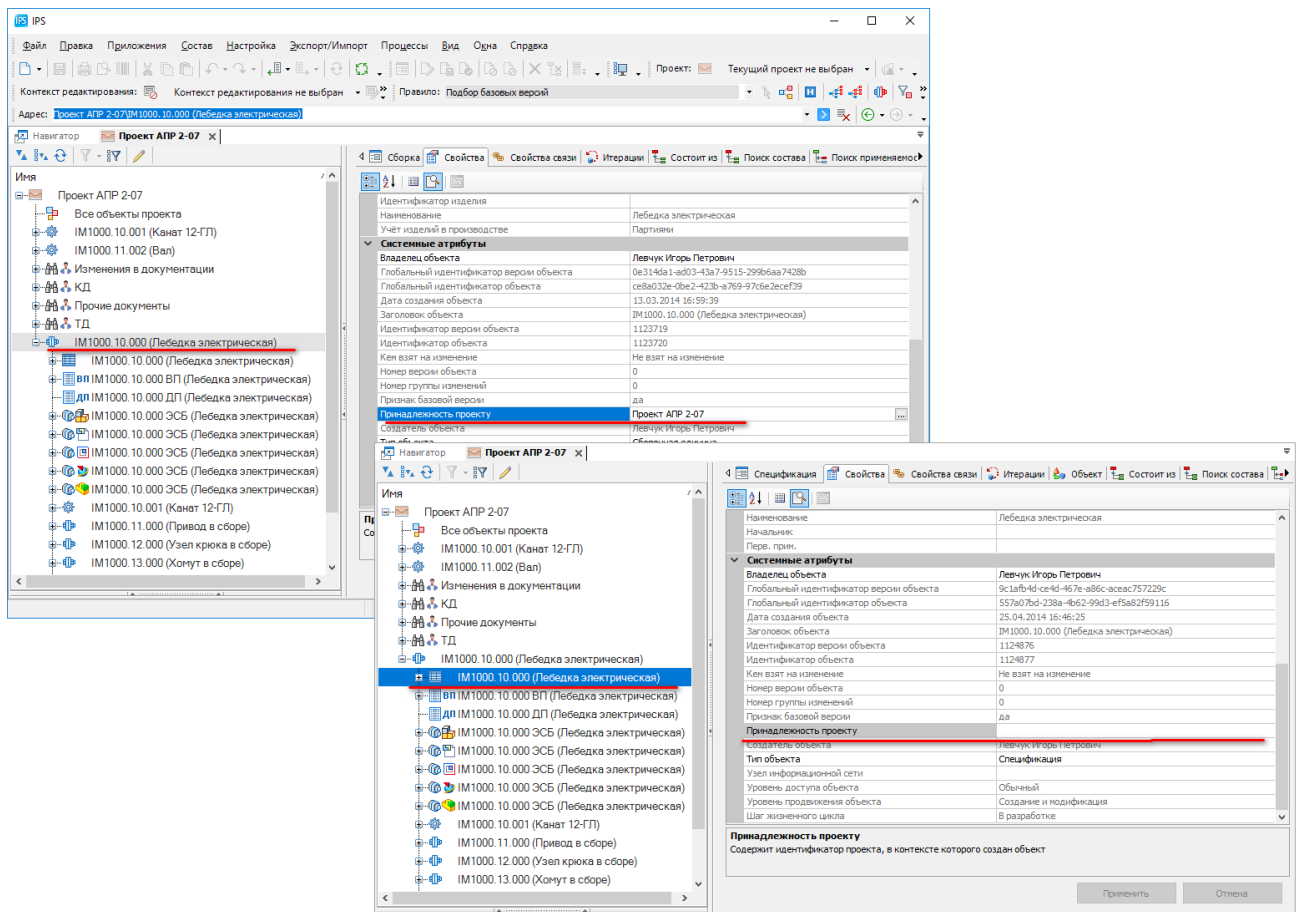 IPS
Файл Правка Приложения Состав Настройка Экспорт/Импорт Процессы Вид Окна Справка
Проект: Текущий проект не выбран
Контекст редактирования: Контекст редактирования не выбран Правило: Подбор базовых версий
Адрес: Проект АПР 2-07\IM1000.10.000 (Лебедка электрическая)
Навигатор Проект АПР 2-07
Имя
Проект АПР 2-07
Все объекты проекта
IM1000.10.001 (Канат 12-ГЛ)
IM1000.11.002 (Вал)
Изменения в документации
КД
Прочие документы
ТД
IM1000.10.000 (Лебедка электрическая)
IM1000.10.000 (Лебедка электрическая)
ВП IM1000.10.000 ВП (Лебедка электрическая)
ДП IM1000.10.000 ДП (Лебедка электрическая)
IM1000.10.000 ЭСБ (Лебедка электрическая)
IM1000.10.000 ЭСБ (Лебедка электрическая)
IM1000.10.000 ЭСБ (Лебедка электрическая)
IM1000.10.000 ЭСБ (Лебедка электрическая)
IM1000.10.000 ЭСБ (Лебедка электрическая)
IM1000.10.001 (Канат 12-ГЛ)
IM1000.11.000 (Привод в сборе)
IM1000.12.000 (Узел крюка в сборе)
IM1000.13.000 (Хомут в сборе)
Сборка Свойства Свойства связи Итерации Состоит из Поиск состава Поиск применяемос
Идентификатор изделия
Наименование Лебедка электрическая
Учёт изделий в производстве Партиями
Системные атрибуты
Владелец объекта Левчук Игорь Петрович
Глобальный идентификатор версии объекта 0e314da1-ad03-43a7-9515-299b6aa7428b
Глобальный идентификатор объекта ce8a032e-0be2-423b-a769-97c6e2ecef39
Дата создания объекта 13.03.2014 16:59:39
Заголовок объекта IM1000.10.000 (Лебедка электрическая)
Идентификатор версии объекта 1123719
Идентификатор объекта 1123720
Кем взят на изменение Не взят на изменение
Номер версии объекта 0
Номер группы изменений 0
Признак базовой версии да
Принадлежность проекту Проект АПР 2-07 ...
Создатель объекта Левчук Игорь Петрович
Тип объекта Сборочная единица
Навигатор Проект АПР 2-07
Имя
Проект АПР 2-07
Все объекты проекта
IM1000.10.001 (Канат 12-ГЛ)
IM1000.11.002 (Вал)
Изменения в документации
КД
Прочие документы
ТД
IM1000.10.000 (Лебедка электрическая)
IM1000.10.000 (Лебедка электрическая)
ВП IM1000.10.000 ВП (Лебедка электрическая)
ДП IM1000.10.000 ДП (Лебедка электрическая)
IM1000.10.000 ЭСБ (Лебедка электрическая)
IM1000.10.000 ЭСБ (Лебедка электрическая)
IM1000.10.000 ЭСБ (Лебедка электрическая)
IM1000.10.000 ЭСБ (Лебедка электрическая)
IM1000.10.000 ЭСБ (Лебедка электрическая)
IM1000.10.001 (Канат 12-ГЛ)
IM1000.11.000 (Привод в сборе)
IM1000.12.000 (Узел крюка в сборе)
IM1000.13.000 (Хомут в сборе)
Спецификация Свойства Свойства связи Итерации Объект Состоит из Поиск состава
Наименование Лебедка электрическая
Начальник
Перв. прим.
Системные атрибуты
Владелец объекта Левчук Игорь Петрович
Глобальный идентификатор версии объекта 9c1afb4d-ce4d-467e-a86c-aceac757229c
Глобальный идентификатор объекта 557a07bd-238a-4b62-99d3-ef5a82f59116
Дата создания объекта 25.04.2014 16:46:25
Заголовок объекта IM1000.10.000 (Лебедка электрическая)
Идентификатор версии объекта 1124876
Идентификатор объекта 1124877
Кем взят на изменение Не взят на изменение
Номер версии объекта 0
Номер группы изменений 0
Признак базовой версии да
Принадлежность проекту
Создатель объекта Левчук Игорь Петрович
Тип объекта Спецификация
Узел информационной сети
Уровень доступа объекта Обычный
Уровень продвижения объекта Создание и модификация
Шаг жизненного цикла В разработке
Принадлежность проекту
Содержит идентификатор проекта, в контексте которого создан объект
Применить Отмена